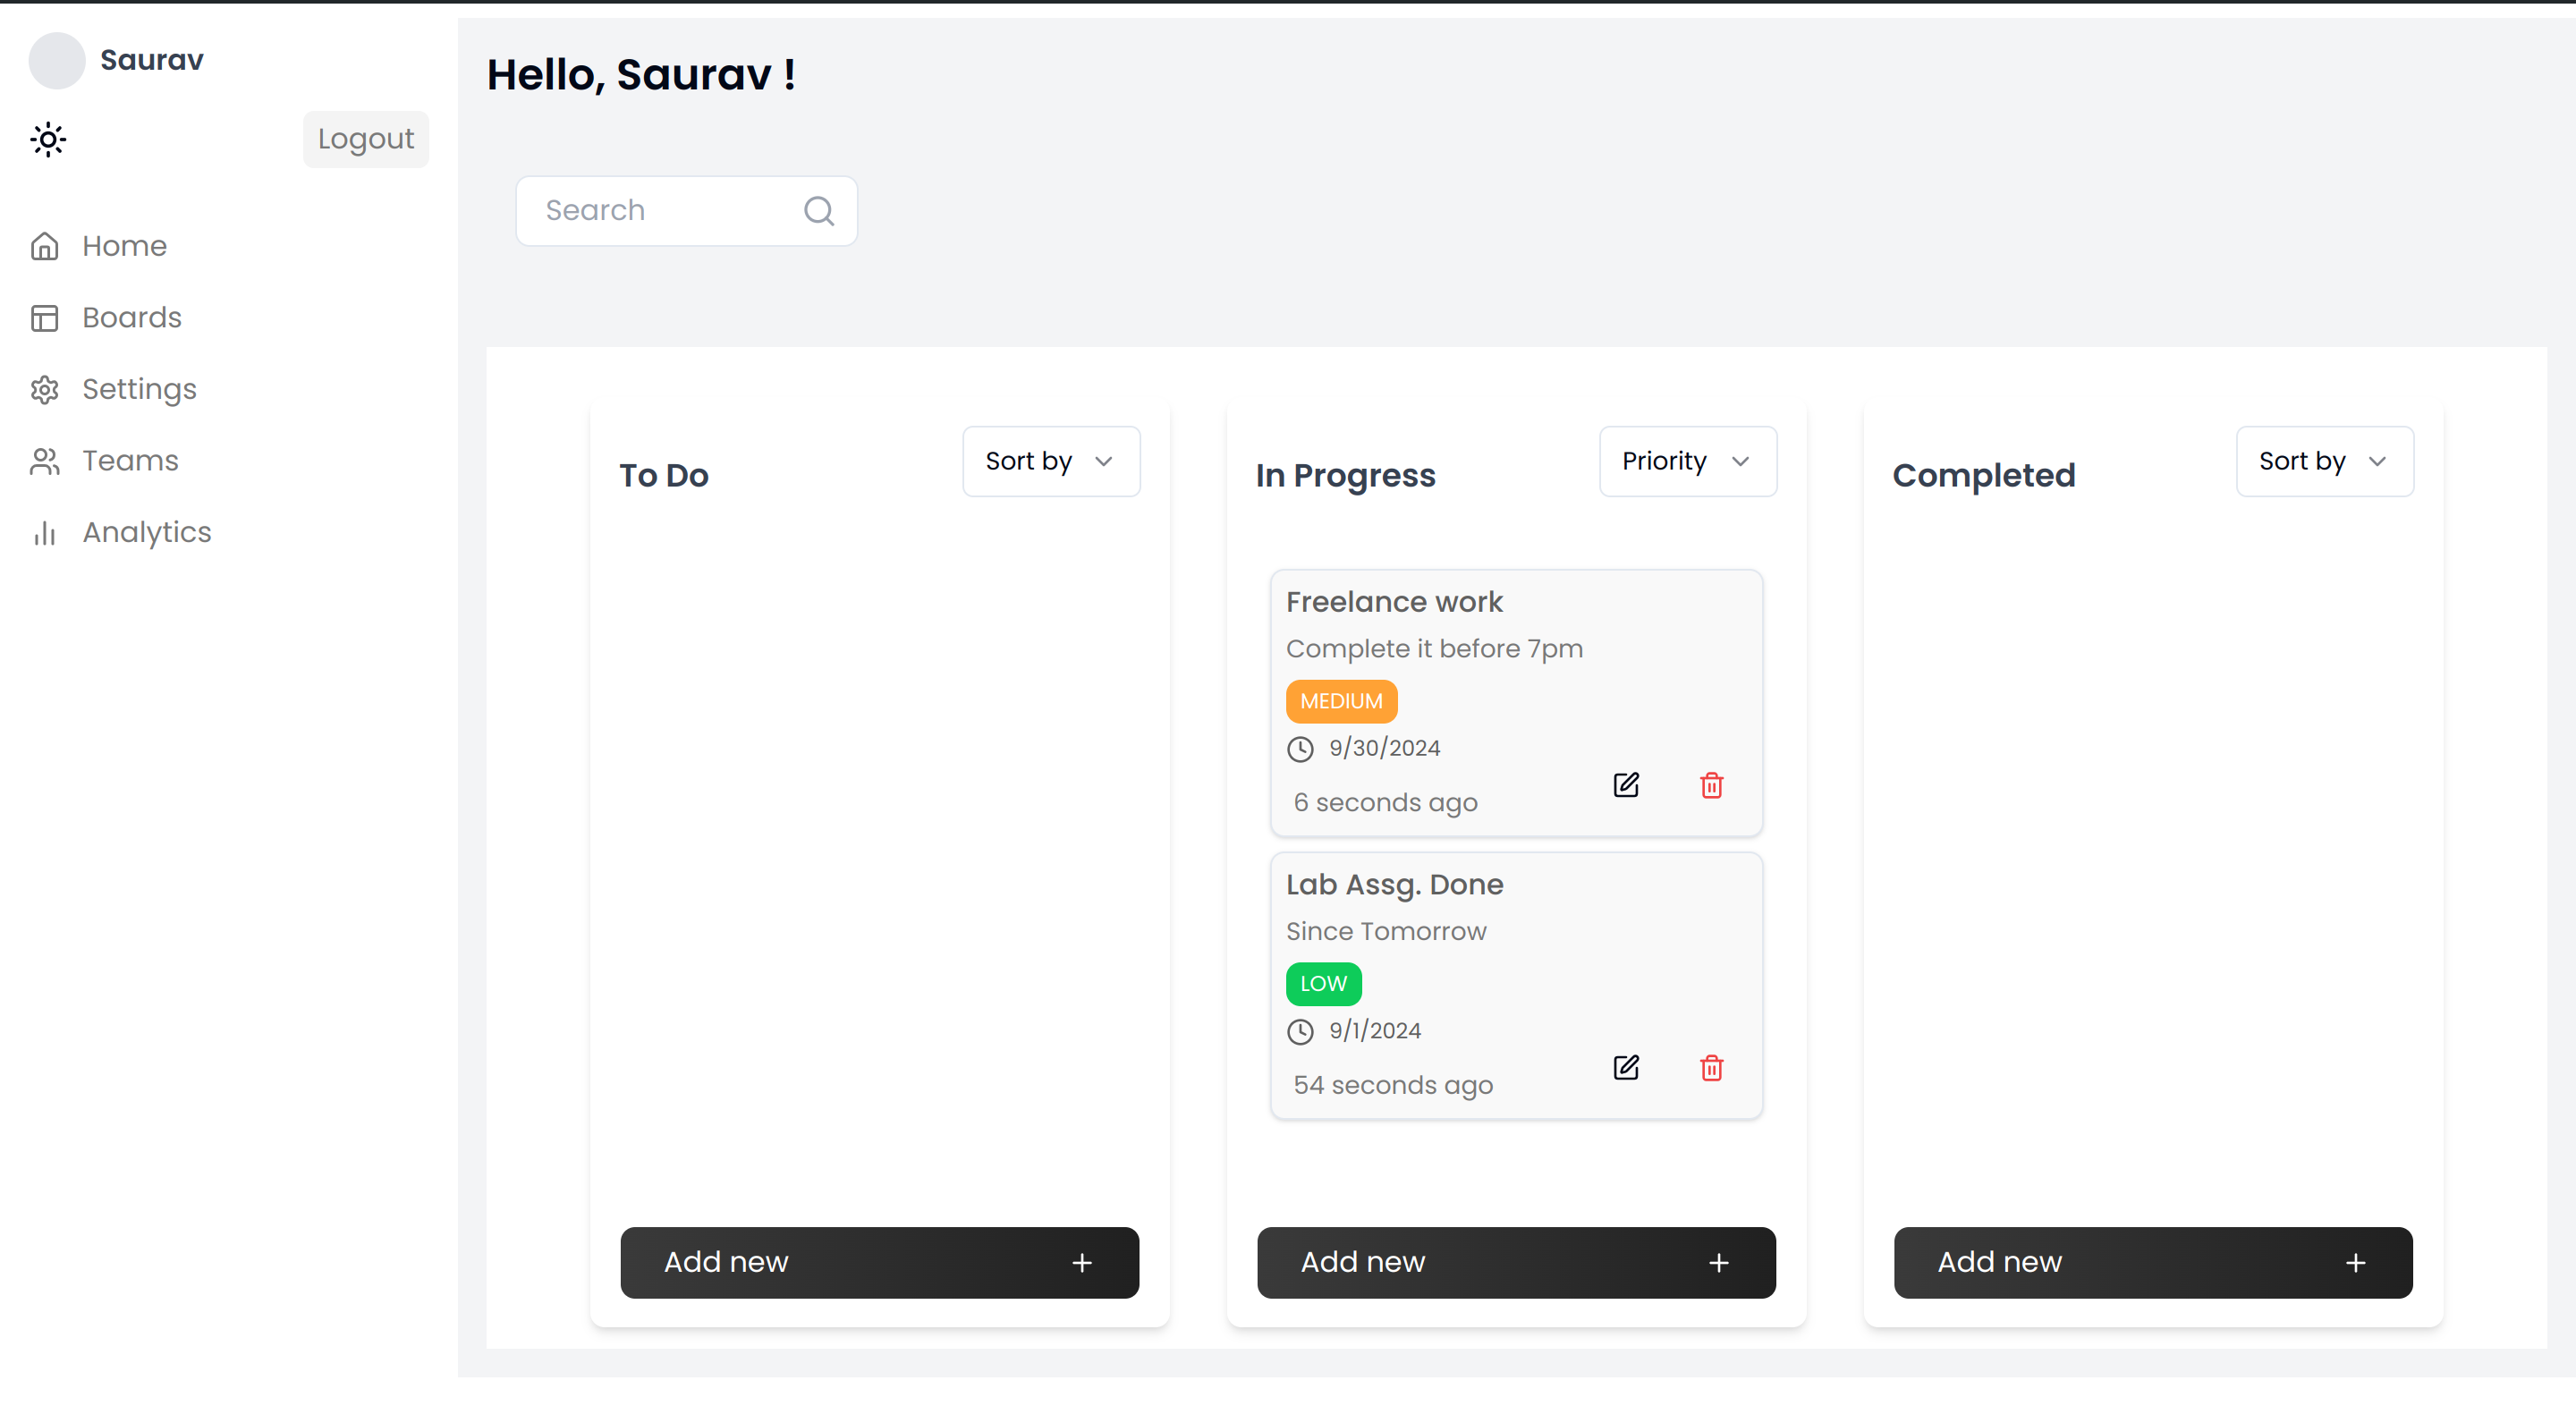 Saurav
Logout
Home
Boards
Settings
Teams
Analytics
Hello, Saurav !
Search
To Do
Sort by
Add new
In Progress
Priority
Freelance work
Complete it before 7pm
MEDIUM
9/30/2024
6 seconds ago
Lab Assg. Done
Since Tomorrow
LOW
9/1/2024
54 seconds ago
Add new
Completed
Sort by
Add new